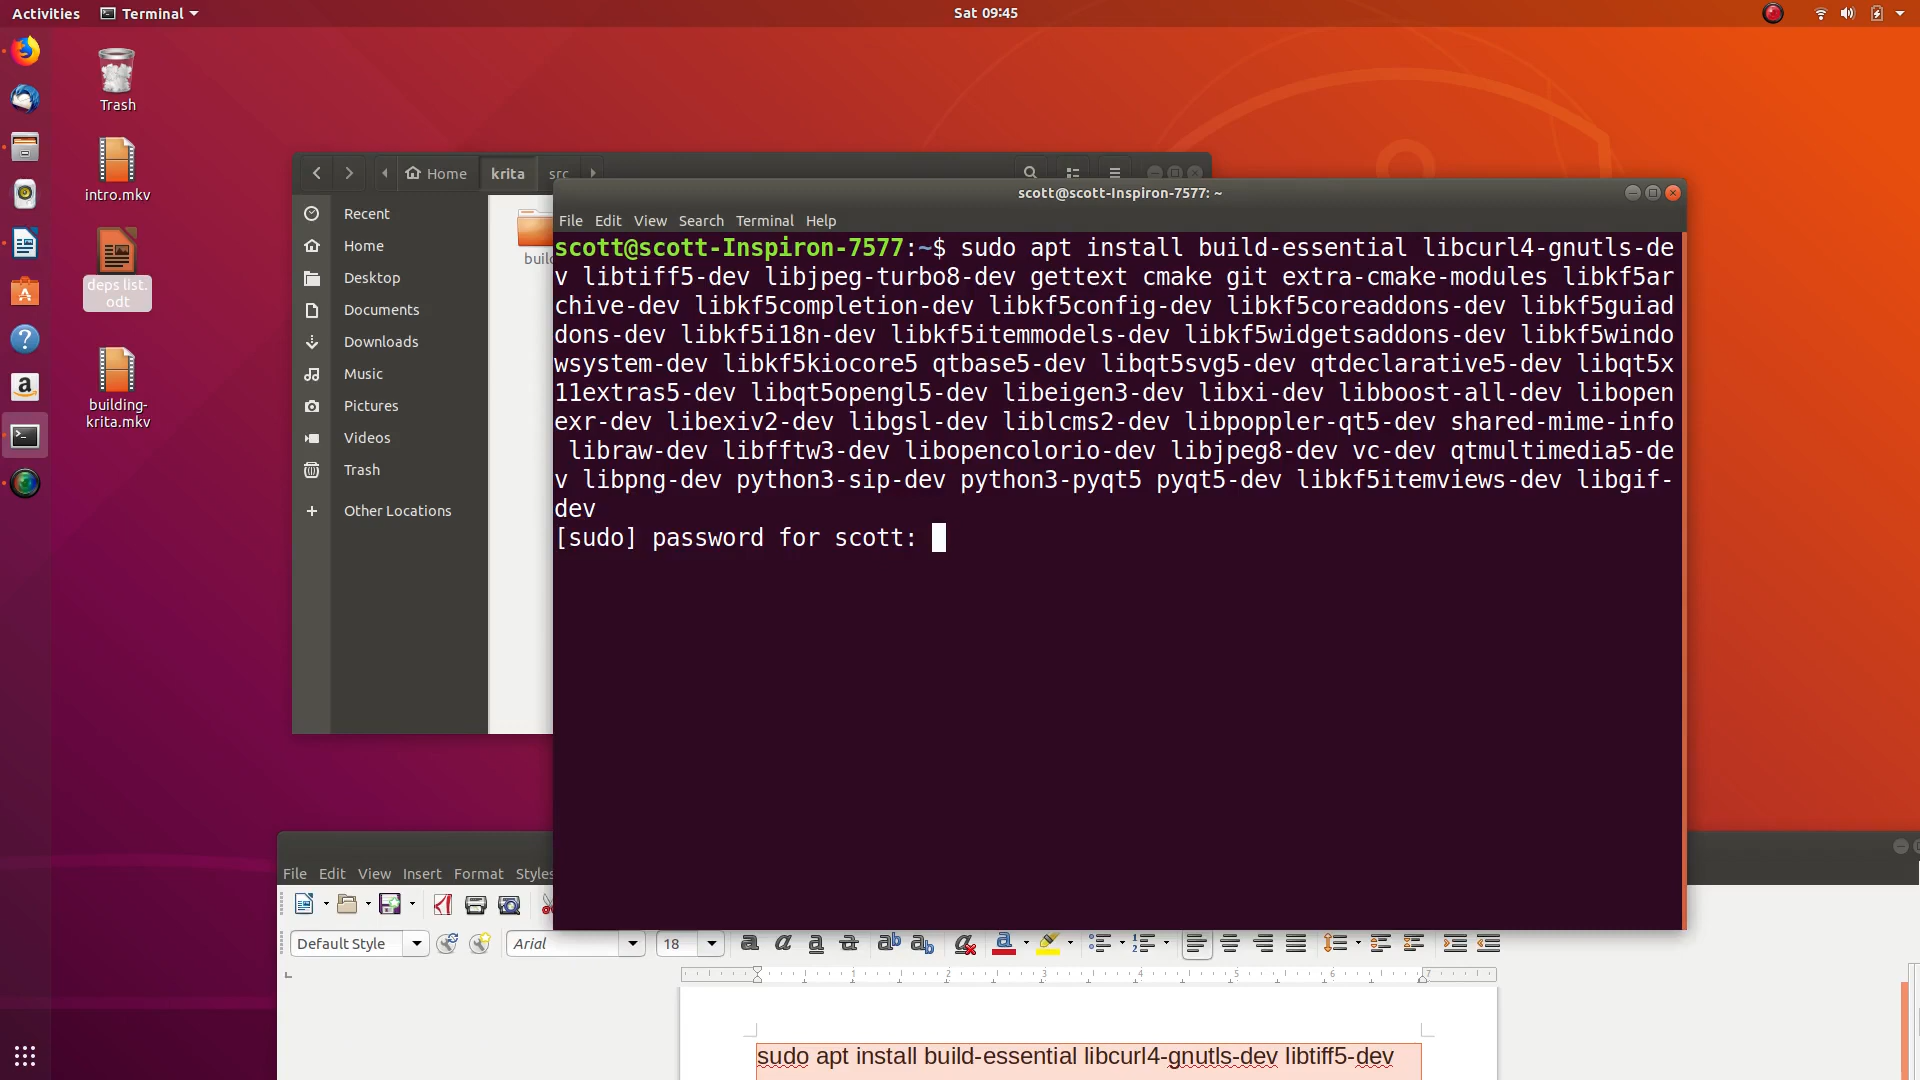 Activities
Terminal
Sat 09:45
Trash
intro.mkv
deps list.
odt
building-
krita.mkv
Home
krita
src
Recent
Home
Desktop
Documents
Downloads
Music
Pictures
Videos
Trash
Other Locations
scott@scott-Inspiron-7577: ~
File Edit View Search Terminal Help
scott@scott-Inspiron-7577:~$ sudo apt install build-essential libcurl4-gnutls-de
v libtiff5-dev libjpeg-turbo8-dev gettext cmake git extra-cmake-modules libkf5ar
chive-dev libkf5completion-dev libkf5config-dev libkf5coreaddons-dev libkf5guiad
dons-dev libkf5i18n-dev libkf5itemmodels-dev libkf5widgetsaddons-dev libkf5windo
wsystem-dev libkf5kiocore5 qtbase5-dev libqt5svg5-dev qtdeclarative5-dev libqt5x
11extras5-dev libqt5opengl5-dev libeigen3-dev libxi-dev libboost-all-dev libopen
exr-dev libexiv2-dev libgsl-dev liblcms2-dev libpoppler-qt5-dev shared-mime-info
libraw-dev libfftw3-dev libopencolorio-dev libjpeg8-dev vc-dev qtmultimedia5-de
v libpng-dev python3-sip-dev python3-pyqt5 pyqt5-dev libkf5itemviews-dev libgif-
dev
[sudo] password for scott:
File Edit View Insert Format Styles
Default Style
Arial
18
1 2 3 4 5 6 7
sudo apt install build-essential libcurl4-gnutls-dev libtiff5-dev